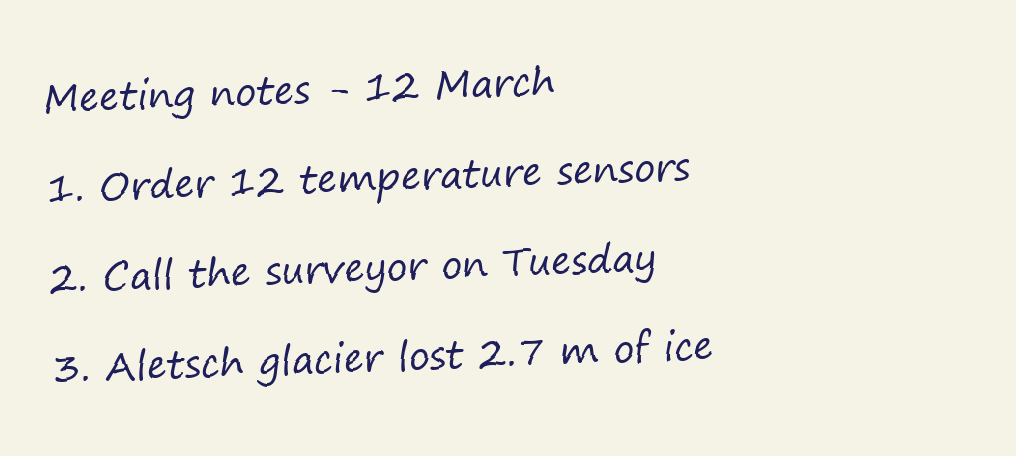 Meeting notes - 12 March
1. Order 12 temperature sensors
2. Call the surveyor on Tuesday
3. Aletsch glacier lost 2.7 m of ice